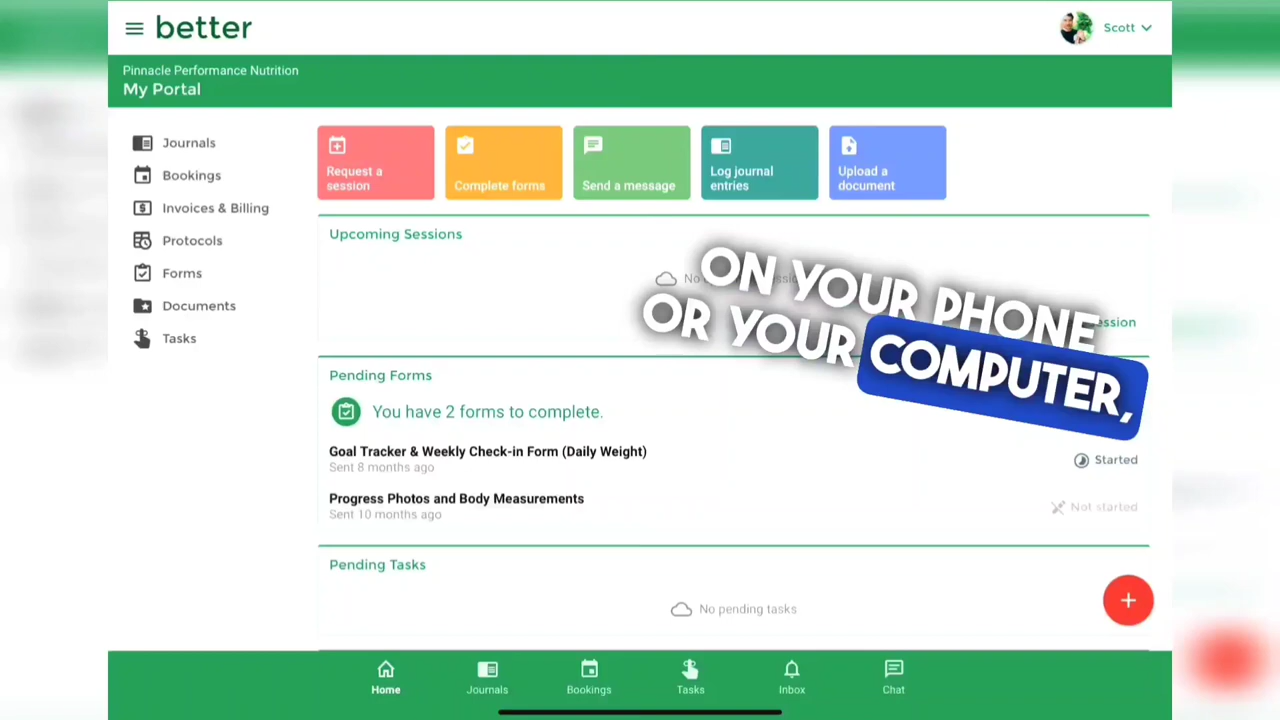 better
Scott
Pinnacle Performance Nutrition
My Portal
Journals
Bookings
Invoices & Billing
Protocols
Forms
Documents
Tasks
Request a
session
Complete forms
Send a message
Log journal
entries
Upload a
document
Upcoming Sessions
No
ON YOUR PHONE
OR YOUR COMPUTER,
Pending Forms
You have 2 forms to complete.
Goal Tracker & Weekly Check-in Form (Daily Weight)
Sent 8 months ago
Started
Progress Photos and Body Measurements
Sent 10 months ago
Not started
Pending Tasks
No pending tasks
Home
Journals
Bookings
Tasks
Inbox
Chat